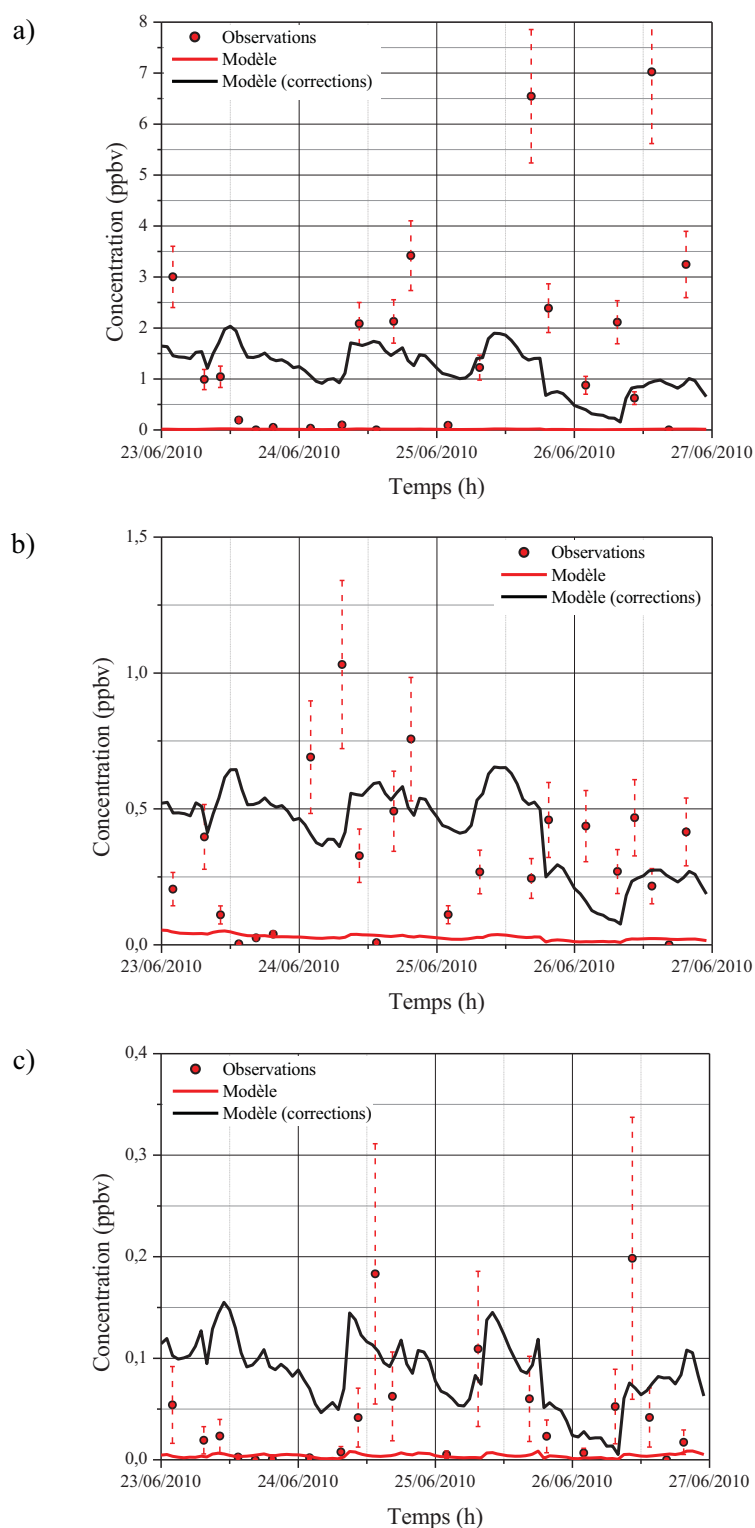 a)
Observations
Modèle
Modèle (corrections)
Concentration (ppbv)
8
7
6
5
4
3
2
1
0
23/06/2010 24/06/2010 25/06/2010 26/06/2010 27/06/2010
Temps (h)
b)
Observations
Modèle
Modèle (corrections)
Concentration (ppbv)
1,5
1,0
0,5
0,0
23/06/2010 24/06/2010 25/06/2010 26/06/2010 27/06/2010
Temps (h)
c)
Observations
Modèle
Modèle (corrections)
Concentration (ppbv)
0,4
0,3
0,2
0,1
0,0
23/06/2010 24/06/2010 25/06/2010 26/06/2010 27/06/2010
Temps (h)